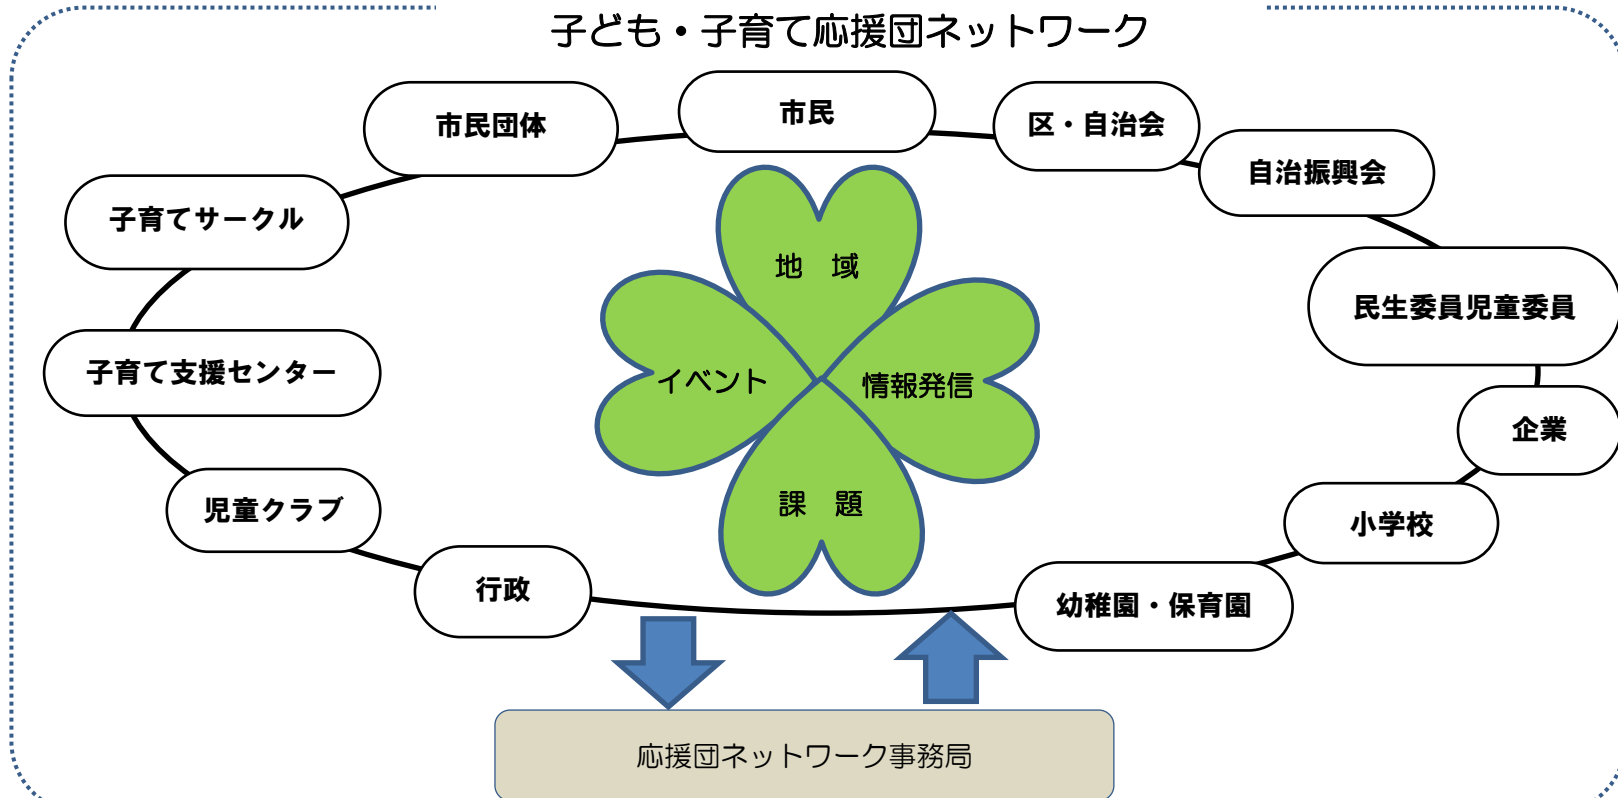 子ども・子育て応援団ネットワーク
市民
市民団体
区・自治会
自治振興会
子育てサークル
民生委員児童委員
地 域
子育て支援センター
イベント
情報発信
企業
児童クラブ
課 題
小学校
行政
幼稚園・保育園
応援団ネットワーク事務局